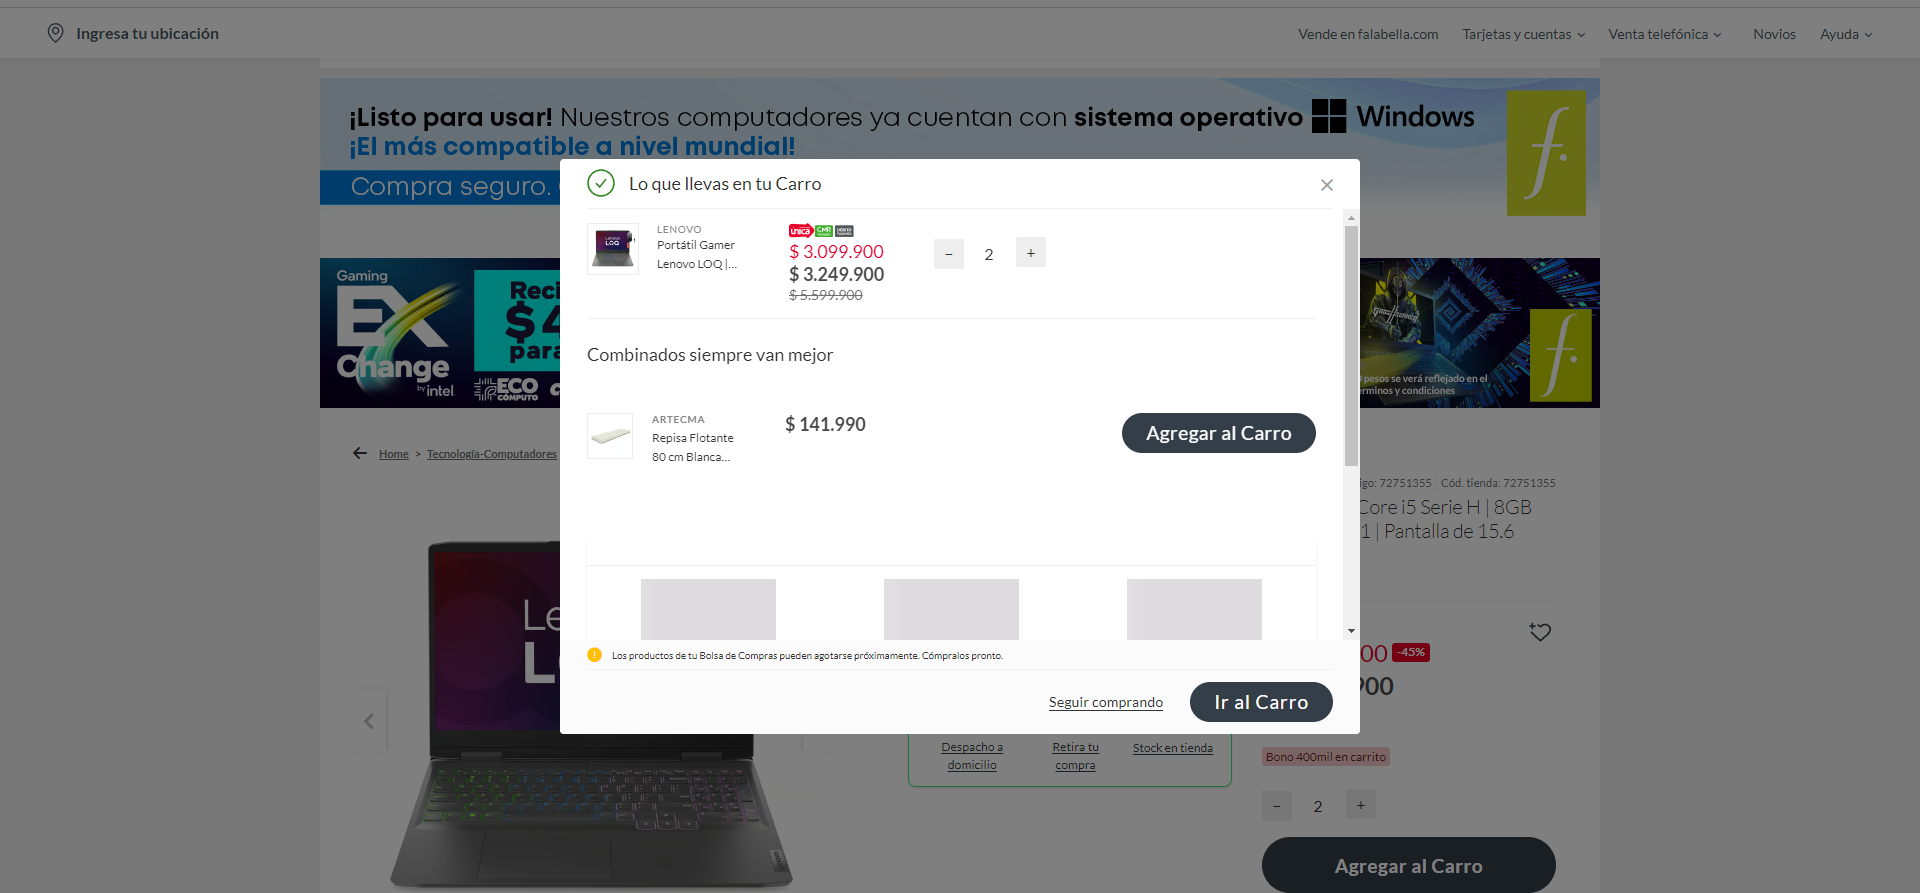 Ingresa tu ubicación
Vende en falabella.com
Tarjetas y cuentas
Venta telefónica
Novios
Ayuda
¡Listo para usar! Nuestros computadores ya cuentan con sistema operativo Windows
¡El más compatible a nivel mundial!
Compra seguro.
f.
Lo que llevas en tu Carro
LENOVO
Portátil Gamer
Lenovo LOQ |...
única CMR
$ 3.099.900
$ 3.249.900
$ 5.599.900
−
2
+
Combinados siempre van mejor
ARTECMA
Repisa Flotante
80 cm Blanca...
$ 141.990
Agregar al Carro
Los productos de tu Bolsa de Compras pueden agotarse próximamente. Cómpralos pronto.
Seguir comprando
Ir al Carro
Gaming
EX
Change
by intel
ECO
CÓMPUTO
Reci
$4
para
f.
pesos se verá reflejado en el
érminos y condiciones
Home > Tecnología-Computadores
igo: 72751355
Cód. tienda: 72751355
Core i5 Serie H | 8GB
1 | Pantalla de 15.6
00
-45%
900
Despacho a
domicilio
Retira tu
compra
Stock en tienda
Bono 400mil en carrito
−
2
+
Agregar al Carro